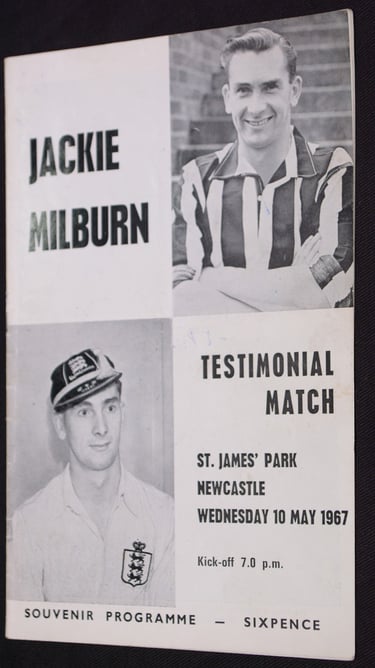 JACKIE
MILBURN
TESTIMONIAL
MATCH
ST. JAMES' PARK
NEWCASTLE
WEDNESDAY 10 MAY 1967
Kick-off 7.0 p.m.
SOUVENIR PROGRAMME — SIXPENCE